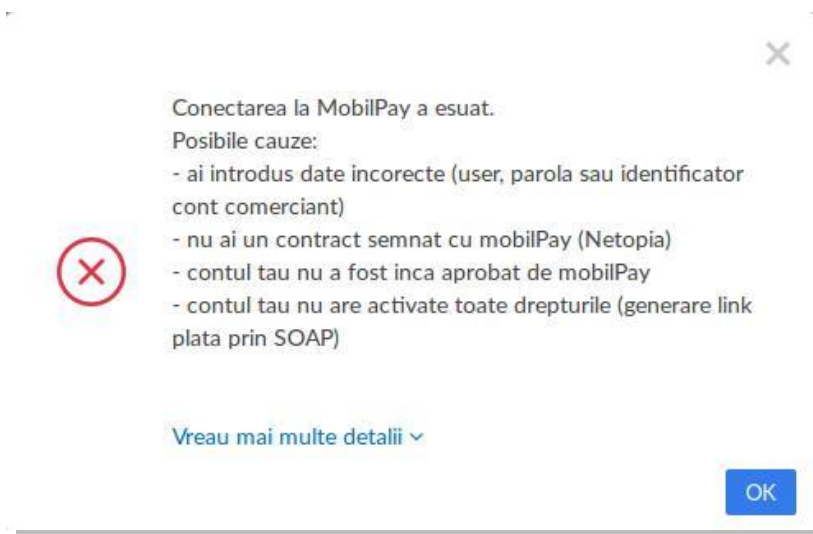 Conectarea la MobilPay a esuat.
Posibile cauze:
- ai introdus date incorecte (user, parola sau identificator
cont comerciant)
- nu ai un contract semnat cu mobilPay (Netopia)
- contul tau nu a fost inca aprobat de mobilPay
- contul tau nu are activate toate drepturile (generare link
plata prin SOAP)
Vreau mai multe detalii
OK